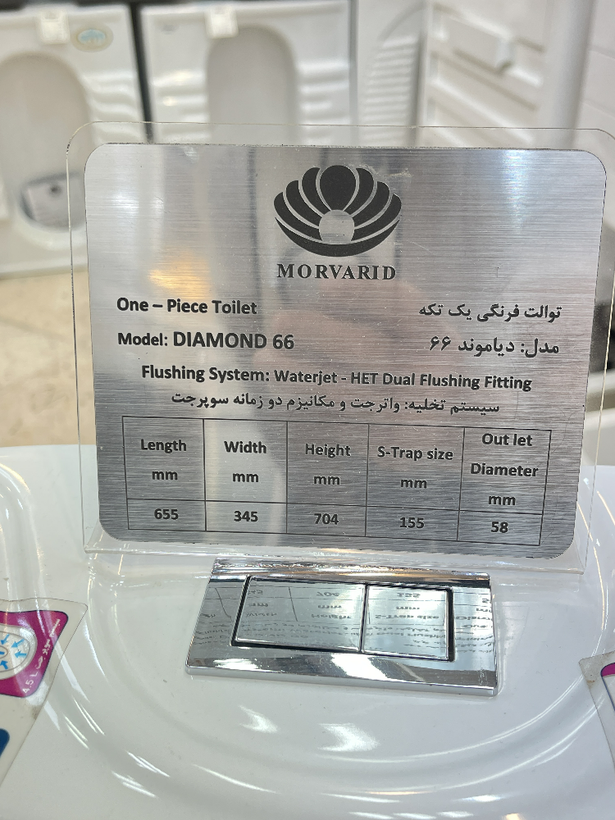 MORVARID
One – Piece Toilet
توالت فرنگی یک تکه
Model: DIAMOND 66
مدل: دیاموند ۶۶
Flushing System: Waterjet - HET Dual Flushing Fitting
سیستم تخلیه: واترجت و مکانیزم دو زمانه سوپرجت
Length mm | Width mm | Height mm | S-Trap size mm | Out let Diameter mm
655 | 345 | 704 | 155 | 58